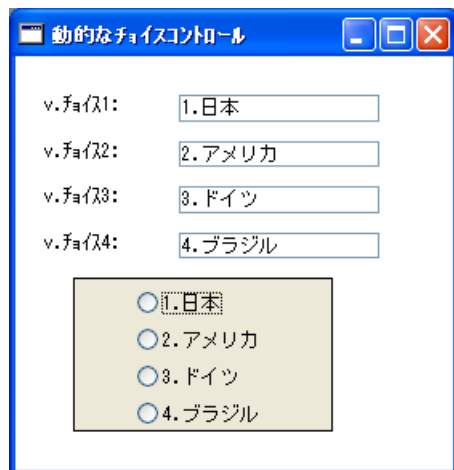 動的なﾁｮｲｽｺﾝﾄﾛｰﾙ
v.ﾁｮｲｽ1: 1.日本
v.ﾁｮｲｽ2: 2.アメリカ
v.ﾁｮｲｽ3: 3.ドイツ
v.ﾁｮｲｽ4: 4.ブラジル
1.日本
2.アメリカ
3.ドイツ
4.ブラジル